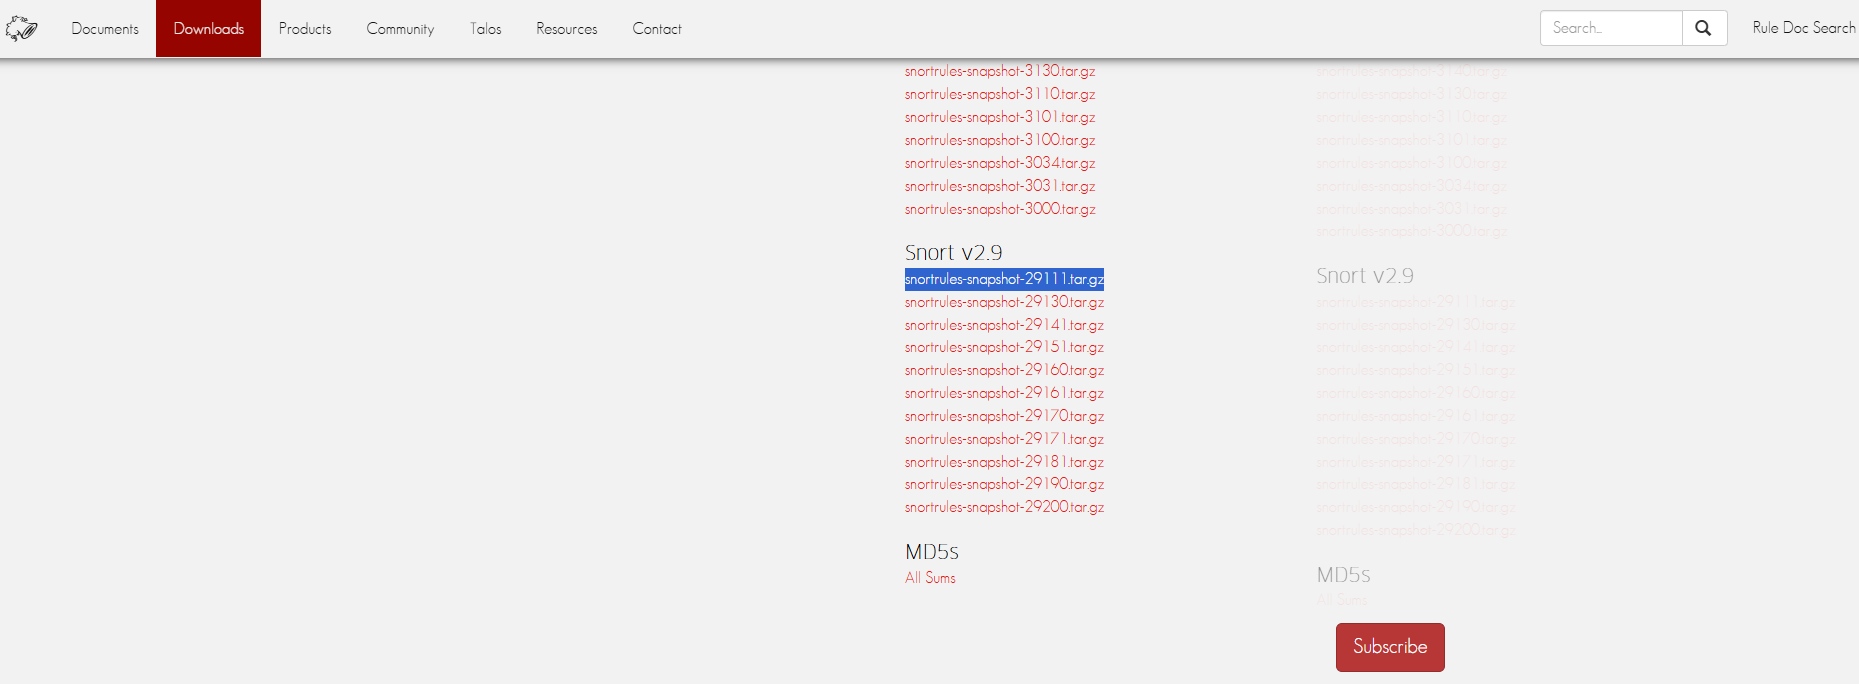 Documents
Downloads
Products
Community
Talos
Resources
Contact
Search...
Rule Doc Search
snortrules-snapshot-3130.tar.gz
snortrules-snapshot-3110.tar.gz
snortrules-snapshot-3101.tar.gz
snortrules-snapshot-3100.tar.gz
snortrules-snapshot-3034.tar.gz
snortrules-snapshot-3031.tar.gz
snortrules-snapshot-3000.tar.gz
Snort v2.9
snortrules-snapshot-29111.tar.gz
snortrules-snapshot-29130.tar.gz
snortrules-snapshot-29141.tar.gz
snortrules-snapshot-29151.tar.gz
snortrules-snapshot-29160.tar.gz
snortrules-snapshot-29161.tar.gz
snortrules-snapshot-29170.tar.gz
snortrules-snapshot-29171.tar.gz
snortrules-snapshot-29181.tar.gz
snortrules-snapshot-29190.tar.gz
snortrules-snapshot-29200.tar.gz
MD5s
All Sums
snortrules-snapshot-3140.tar.gz
snortrules-snapshot-3130.tar.gz
snortrules-snapshot-3110.tar.gz
snortrules-snapshot-3101.tar.gz
snortrules-snapshot-3100.tar.gz
snortrules-snapshot-3034.tar.gz
snortrules-snapshot-3031.tar.gz
snortrules-snapshot-3000.tar.gz
Snort v2.9
snortrules-snapshot-29111.tar.gz
snortrules-snapshot-29130.tar.gz
snortrules-snapshot-29141.tar.gz
snortrules-snapshot-29151.tar.gz
snortrules-snapshot-29160.tar.gz
snortrules-snapshot-29161.tar.gz
snortrules-snapshot-29170.tar.gz
snortrules-snapshot-29171.tar.gz
snortrules-snapshot-29181.tar.gz
snortrules-snapshot-29190.tar.gz
snortrules-snapshot-29200.tar.gz
MD5s
All Sums
Subscribe